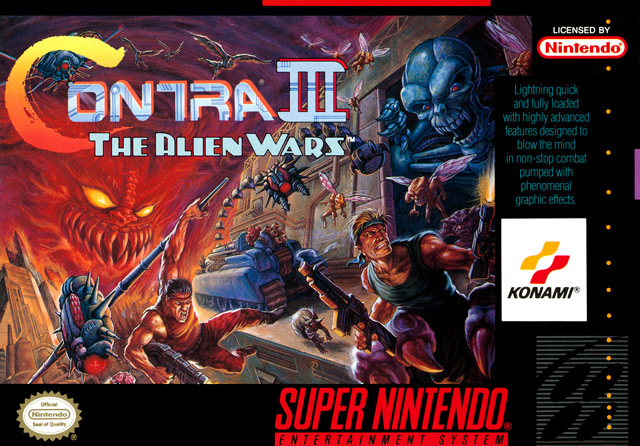 CONTRA III
THE ALIEN WARS™
LICENSED BY
Nintendo®
Lightning quick
and fully loaded
with highly advanced
features designed to
blow the mind
in non-stop combat
pumped with
phenomenal
graphic effects.
KONAMI®
Official
Nintendo
Seal of Quality
SUPER NINTENDO®
ENTERTAINMENT SYSTEM